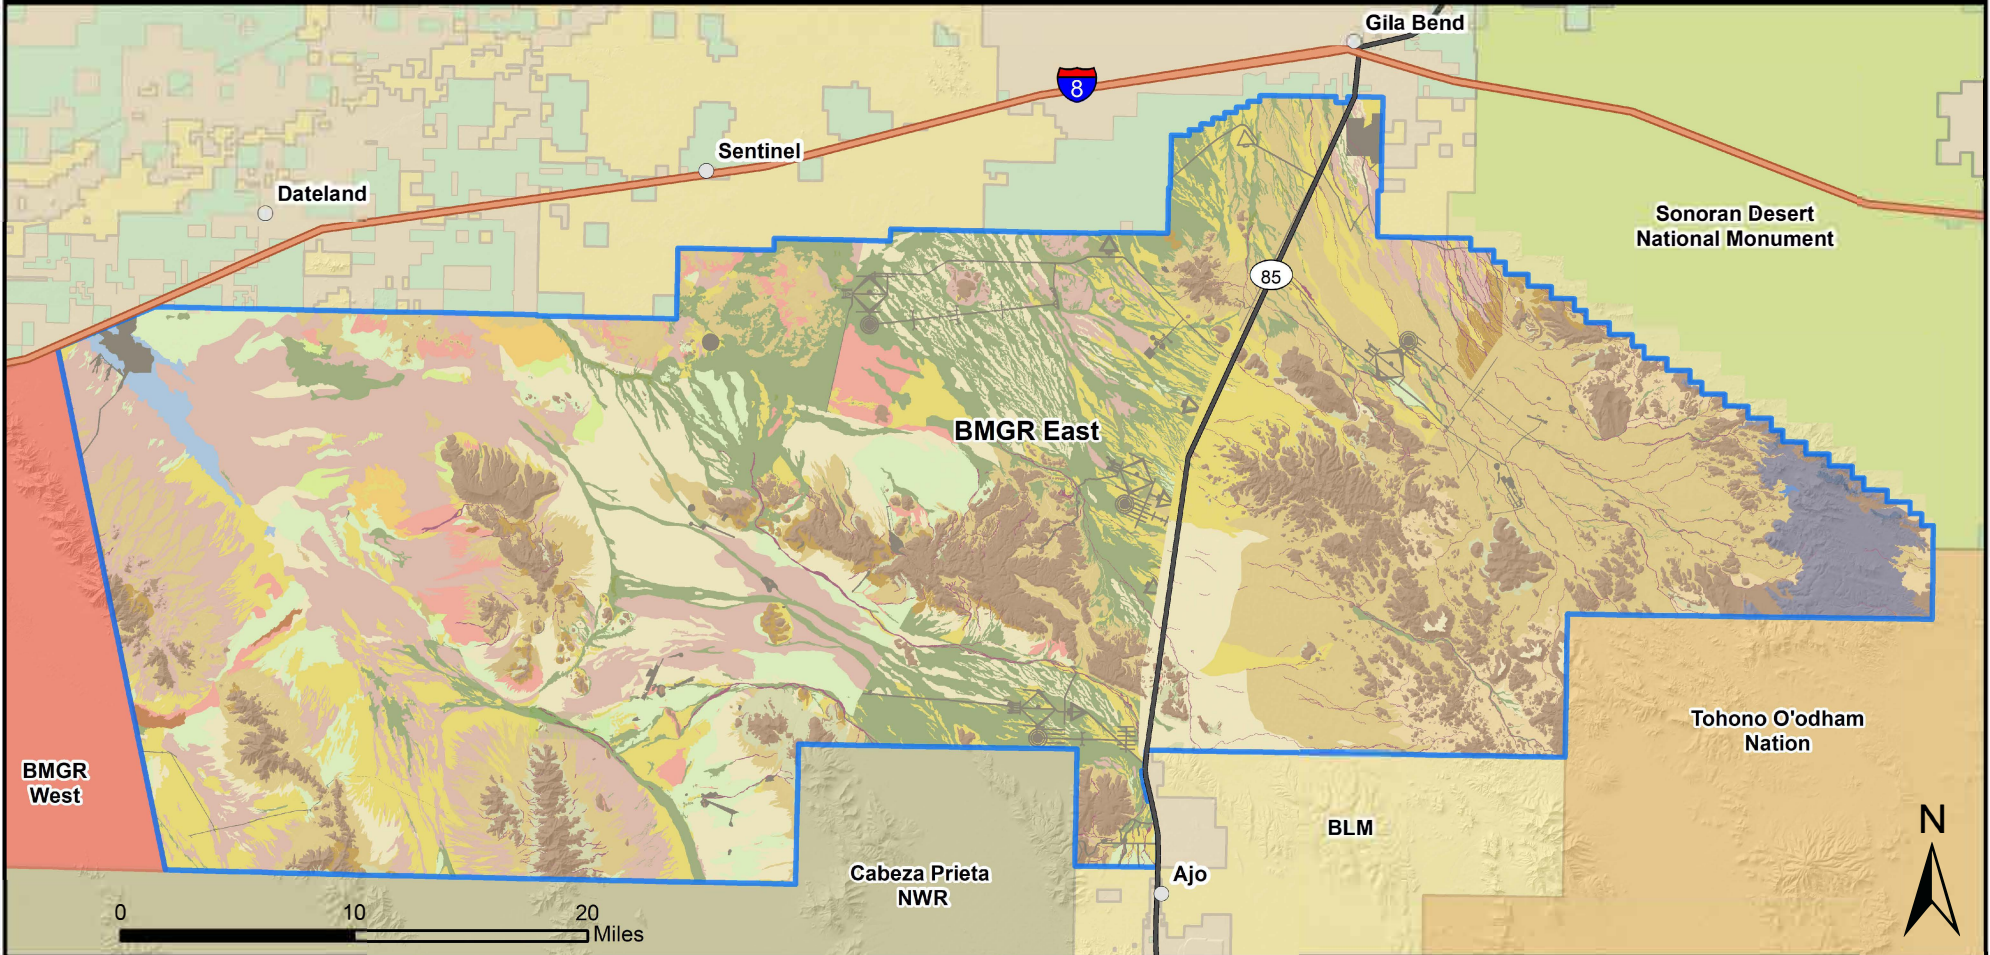 Gila Bend
8
Sentinel
Dateland
Sonoran Desert
National Monument
85
BMGR East
Tohono O'odham
Nation
BMGR
West
BLM
N
Cabeza Prieta
NWR
Ajo
0 10 20
Miles